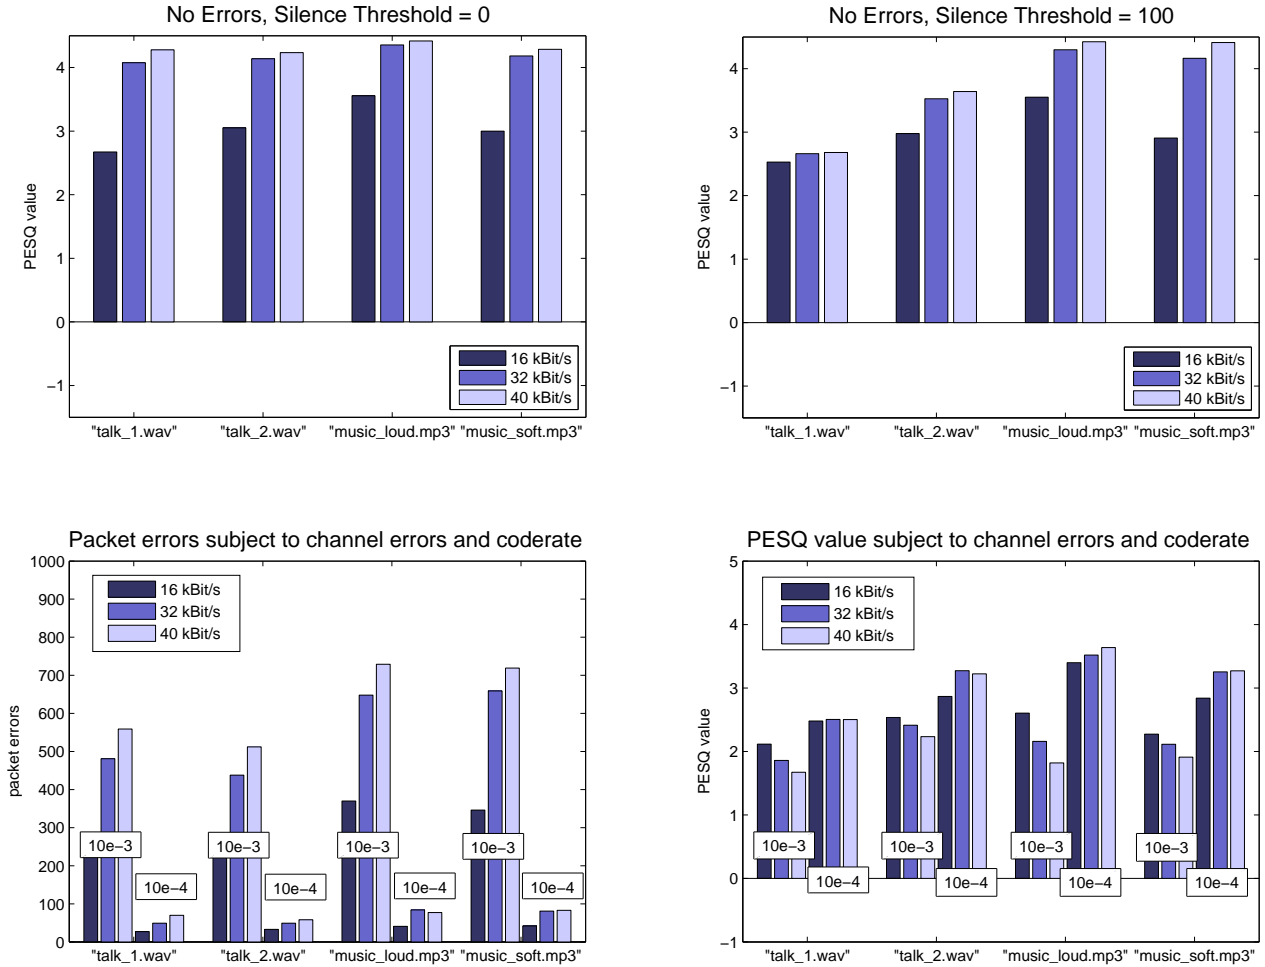 No Errors, Silence Threshold = 0
4
3
2
1
0
−1
PESQ value
16 kBit/s
32 kBit/s
40 kBit/s
"talk_1.wav" "talk_2.wav" "music_loud.mp3" "music_soft.mp3"
No Errors, Silence Threshold = 100
4
3
2
1
0
−1
PESQ value
16 kBit/s
32 kBit/s
40 kBit/s
"talk_1.wav" "talk_2.wav" "music_loud.mp3" "music_soft.mp3"
Packet errors subject to channel errors and coderate
1000
900
800
700
600
500
400
300
200
100
0
packet errors
16 kBit/s
32 kBit/s
40 kBit/s
10e−3 10e−3 10e−3 10e−3
10e−4 10e−4 10e−4 10e−4
"talk_1.wav" "talk_2.wav" "music_loud.mp3" "music_soft.mp3"
PESQ value subject to channel errors and coderate
5
4
3
2
1
0
−1
PESQ value
16 kBit/s
32 kBit/s
40 kBit/s
10e−3 10e−3 10e−3 10e−3
10e−4 10e−4 10e−4 10e−4
"talk_1.wav" "talk_2.wav" "music_loud.mp3" "music_soft.mp3"